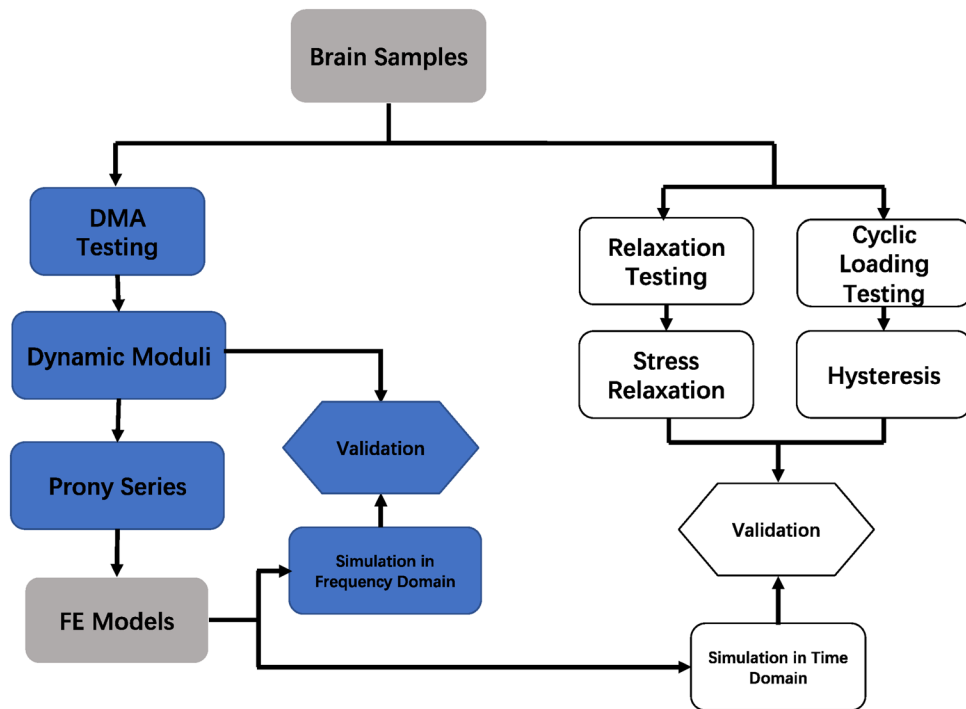 Brain Samples
DMA
Testing
Relaxation
Testing
Cyclic
Loading
Testing
Dynamic Moduli
Stress
Relaxation
Hysteresis
Validation
Prony Series
Validation
Simulation in
Frequency Domain
FE Models
Simulation in Time
Domain